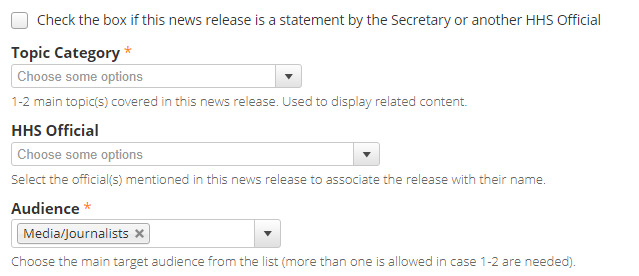 Check the box if this news release is a statement by the Secretary or another HHS Official
Topic Category *
Choose some options
1-2 main topic(s) covered in this news release. Used to display related content.
HHS Official
Choose some options
Select the official(s) mentioned in this news release to associate the release with their name.
Audience *
Media/Journalists ×
Choose the main target audience from the list (more than one is allowed in case 1-2 are needed).